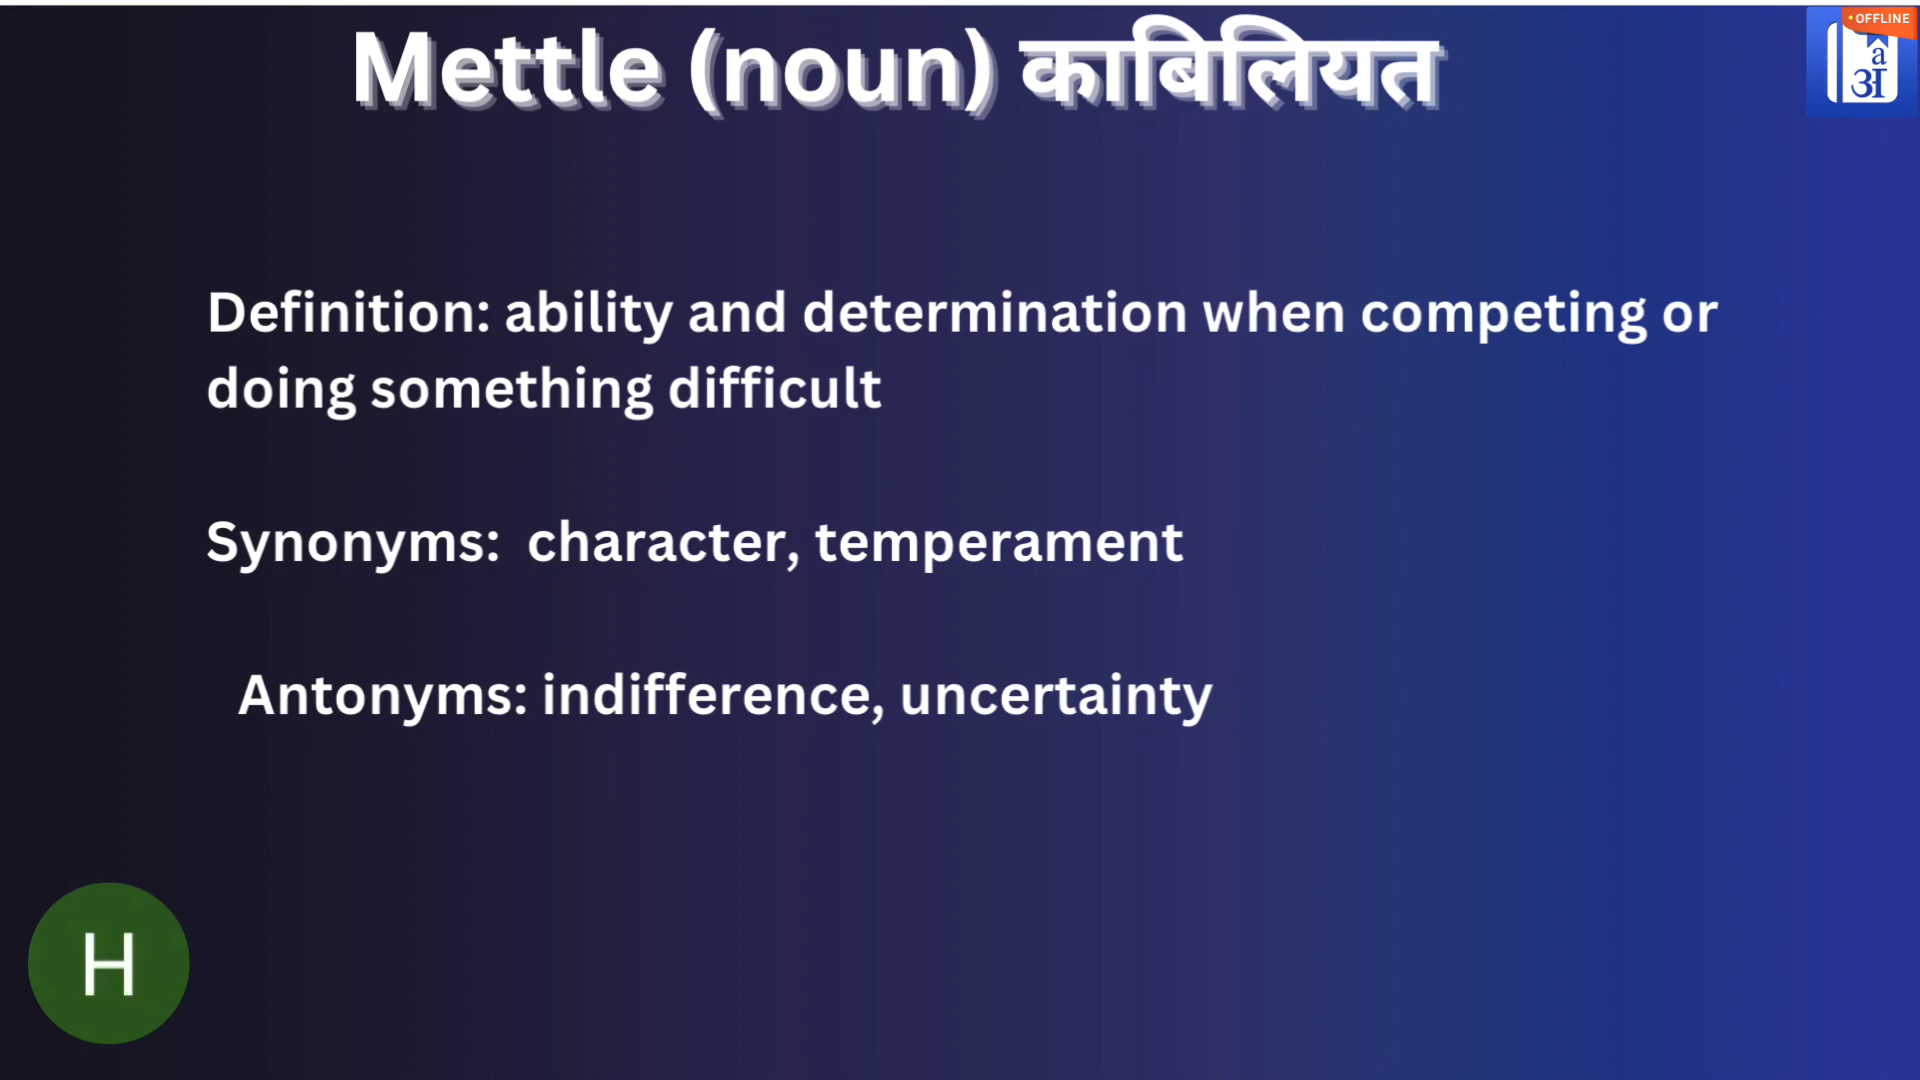 Mettle (noun) काबिलियत
• OFFLINE
a
अ
Definition: ability and determination when competing or
doing something difficult
Synonyms:  character, temperament
Antonyms: indifference, uncertainty
H